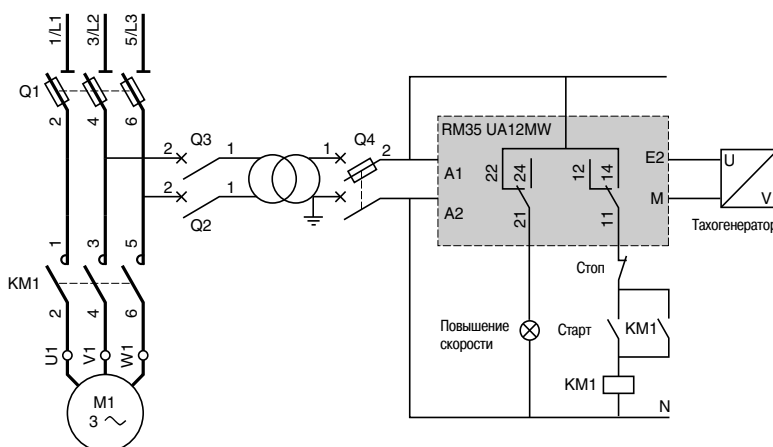 1/L1 3/L2 5/L3
Q1
2 4 6
Q3
2 1
2 1
Q2
1 Q4
2
RM35 UA12MW
A1
A2
22 24
21
12 14
11
E2
M
U
V
Тахогенератор
1 3 5
KM1
2 4 6
U1 V1 W1
M1
3
Стоп
Повышение
скорости
Старт
KM1
KM1
N